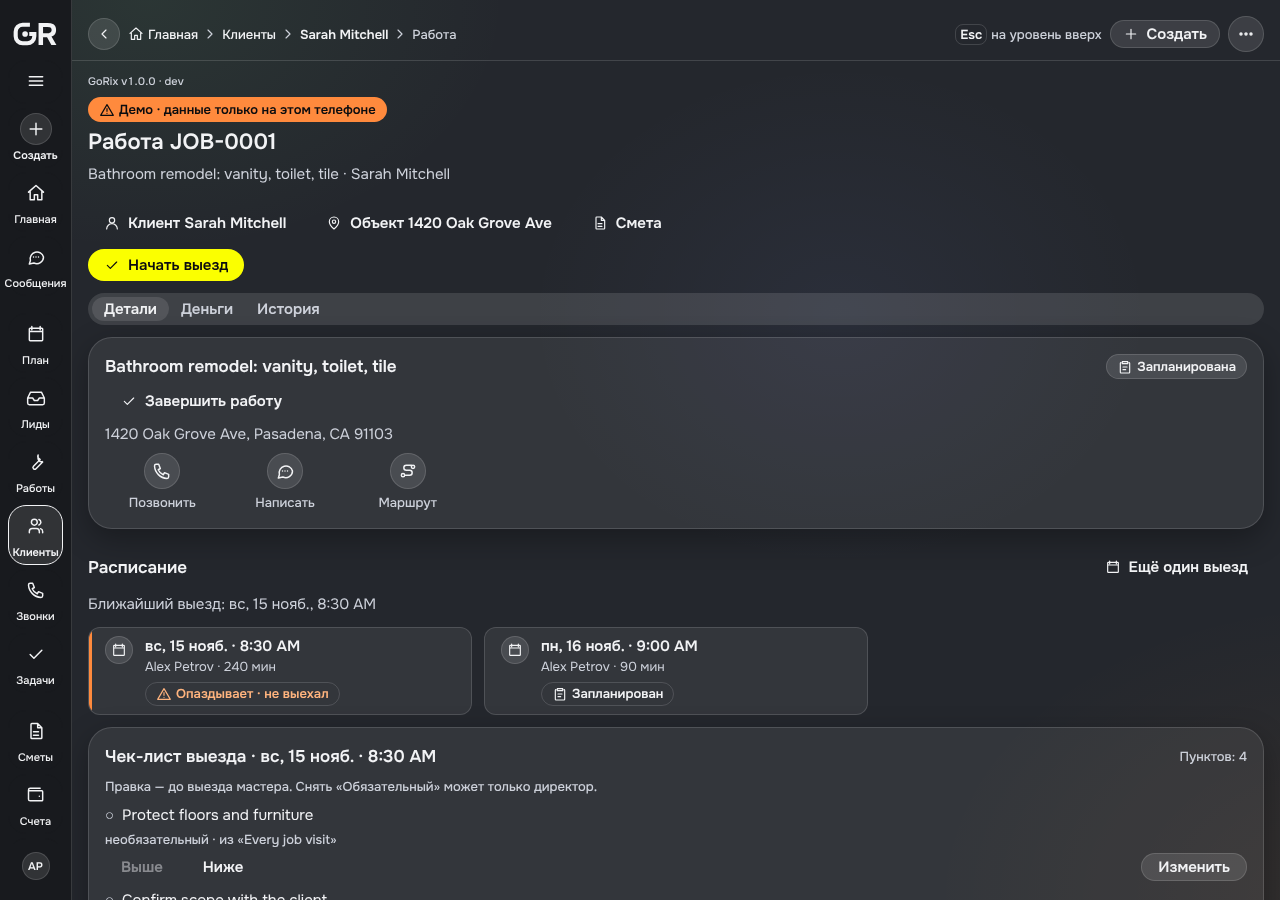 GR
Главная
Клиенты
Sarah Mitchell
Работа
Esc на уровень вверх
Создать
GoRix v1.0.0 · dev
Демо · данные только на этом телефоне
Работа JOB-0001
Bathroom remodel: vanity, toilet, tile · Sarah Mitchell
Клиент Sarah Mitchell
Объект 1420 Oak Grove Ave
Смета
Начать выезд
Детали
Деньги
История
Bathroom remodel: vanity, toilet, tile
Запланирована
Завершить работу
1420 Oak Grove Ave, Pasadena, CA 91103
Позвонить
Написать
Маршрут
Расписание
Ещё один выезд
Ближайший выезд: вс, 15 нояб., 8:30 AM
вс, 15 нояб. · 8:30 AM
Alex Petrov · 240 мин
Опаздывает · не выехал
пн, 16 нояб. · 9:00 AM
Alex Petrov · 90 мин
Запланирован
Чек-лист выезда · вс, 15 нояб. · 8:30 AM
Пунктов: 4
Правка — до выезда мастера. Снять «Обязательный» может только директор.
Protect floors and furniture
необязательный · из «Every job visit»
Выше
Ниже
Изменить
Confirm scope with the client
Создать
Главная
Сообщения
План
Лиды
Работы
Клиенты
Звонки
Задачи
Сметы
Счета
AP